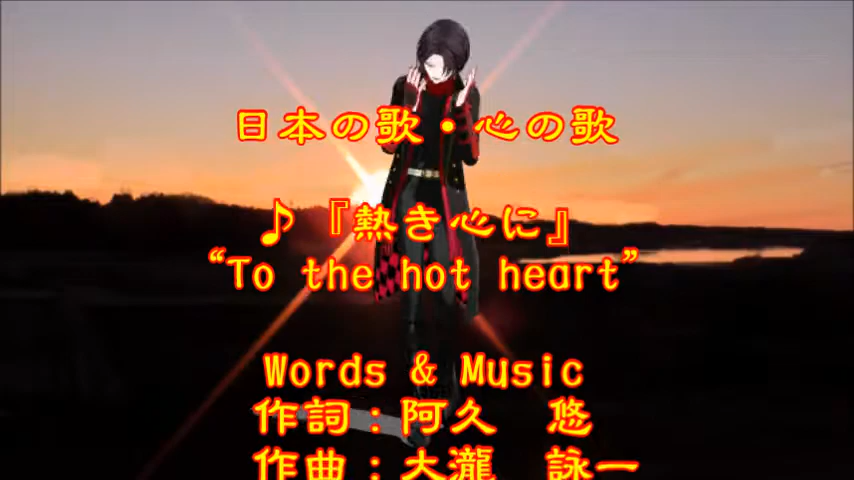 日本の歌・心の歌
♪『熱き心に』
“To the hot heart”
Words & Music
作詞：阿久　悠
作曲：大瀧　詠一